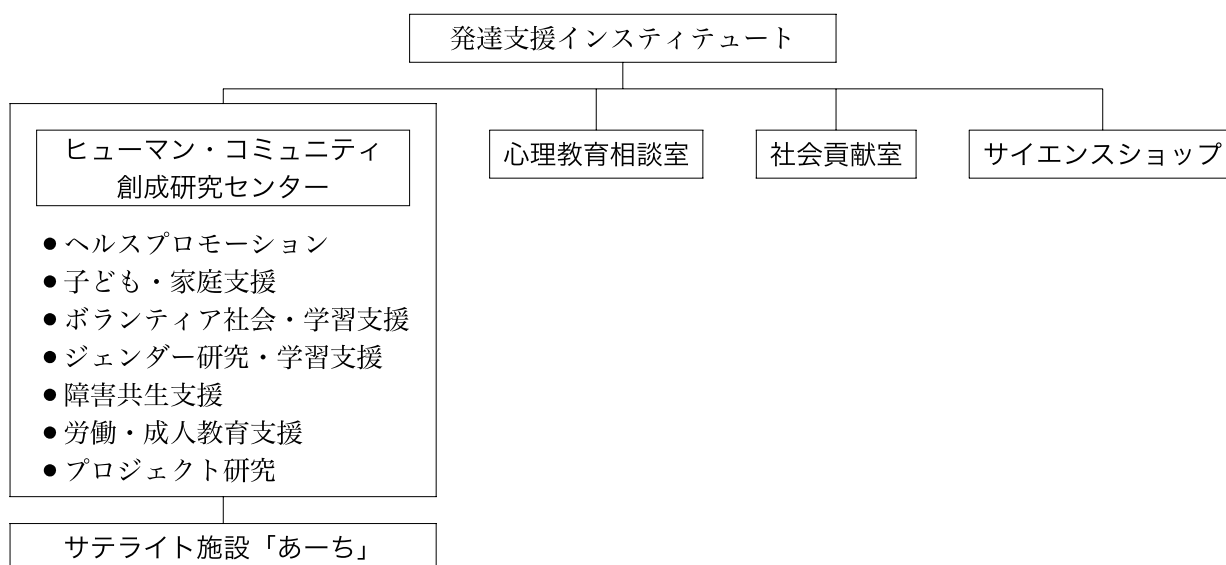 発達支援インスティテュート
ヒューマン・コミュニティ
創成研究センター
心理教育相談室
社会貢献室
サイエンスショップ
●ヘルスプロモーション
●子ども・家庭支援
●ボランティア社会・学習支援
●ジェンダー研究・学習支援
●障害共生支援
●労働・成人教育支援
●プロジェクト研究
サテライト施設「あーち」